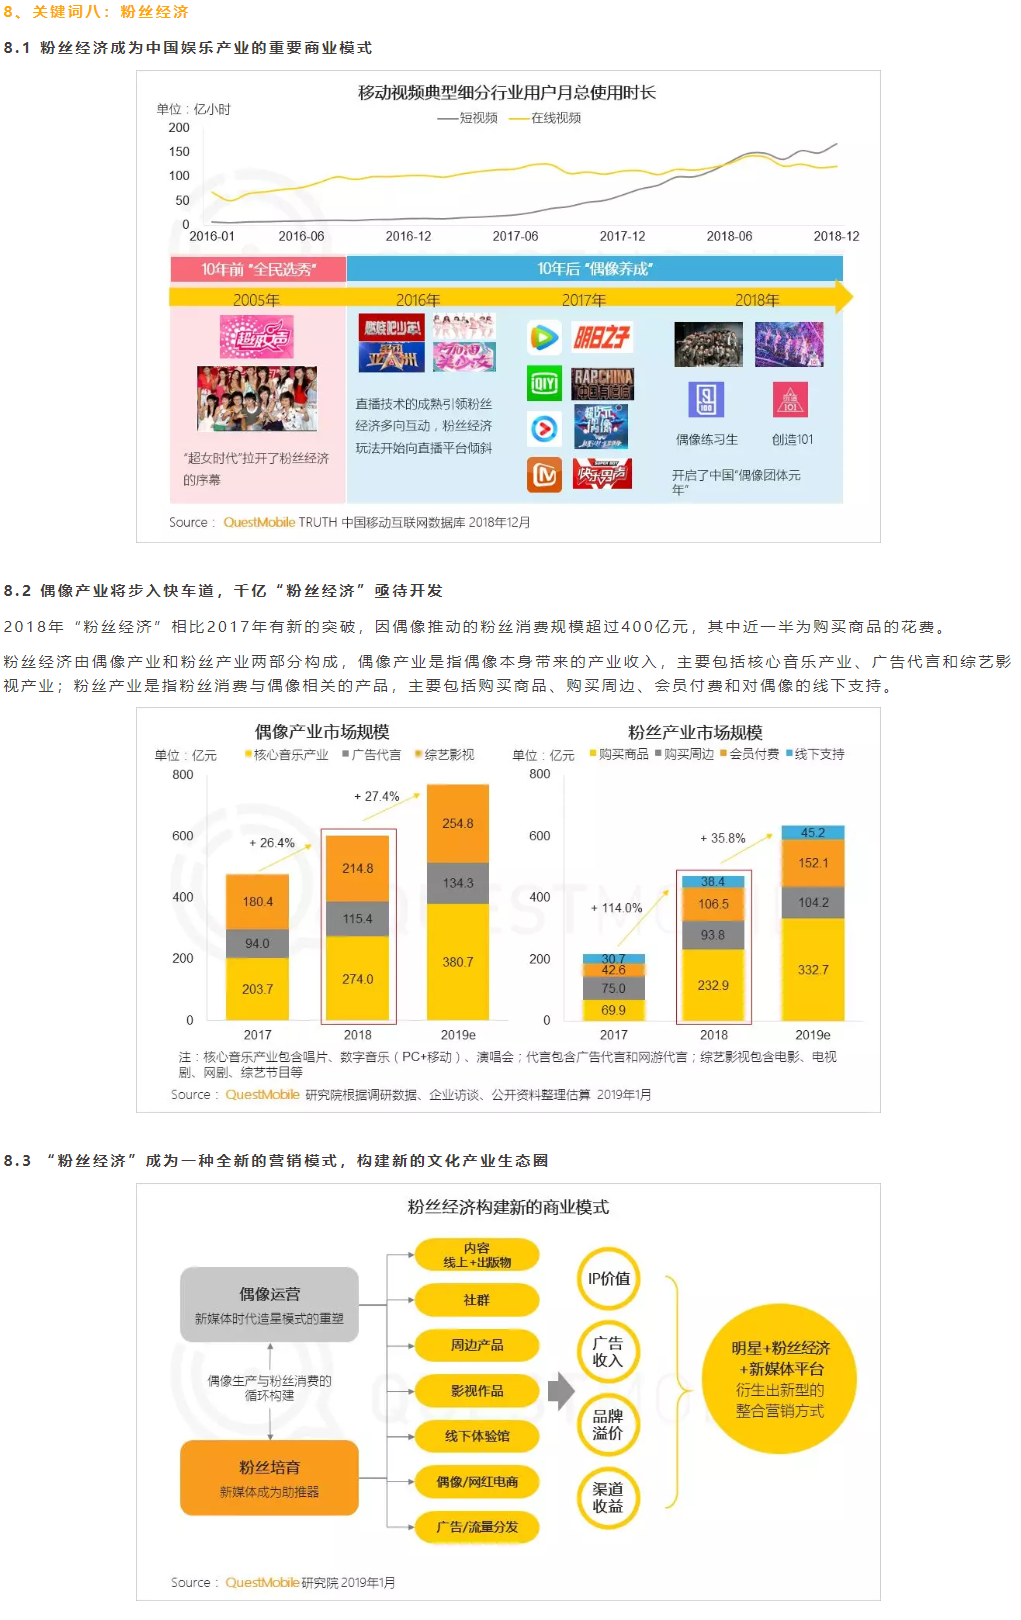 8、关键词八：粉丝经济
8.1 粉丝经济成为中国娱乐产业的重要商业模式
移动视频典型细分行业用户月总使用时长
单位：亿小时
短视频 在线视频
200
150
100
50
0
2016-01 2016-06 2016-12 2017-06 2017-12 2018-06 2018-12
10年前 “全民选秀” 10年后 “偶像养成”
2005年 2016年 2017年 2018年
超级女声
燃烧吧少年!
明日之子
QIYI
RAP CHINA
中国有嘻哈
快乐男声
100
101
偶像练习生 创造101
直播技术的成熟引领粉丝
经济多向互动，粉丝经济
玩法开始向直播平台倾斜
“超女时代”拉开了粉丝经济
的序幕
开启了中国“偶像团体元
年”
Source： QuestMobile TRUTH 中国移动互联网数据库 2018年12月
8.2 偶像产业将步入快车道，千亿“粉丝经济”亟待开发
2018年“粉丝经济”相比2017年有新的突破，因偶像推动的粉丝消费规模超过400亿元，其中近一半为购买商品的花费。
粉丝经济由偶像产业和粉丝产业两部分构成，偶像产业是指偶像本身带来的产业收入，主要包括核心音乐产业、广告代言和综艺影
视产业；粉丝产业是指粉丝消费与偶像相关的产品，主要包括购买商品、购买周边、会员付费和对偶像的线下支持。
偶像产业市场规模
单位：亿元 核心音乐产业 广告代言 综艺影视
800
600
400
200
0
+ 26.4%
+ 27.4%
180.4
94.0
203.7
214.8
115.4
274.0
254.8
134.3
380.7
2017 2018 2019e
粉丝产业市场规模
单位：亿元 购买商品 购买周边 会员付费 线下支持
800
600
400
200
0
+ 114.0%
+ 35.8%
30.7
42.6
75.0
69.9
38.4
106.5
93.8
232.9
45.2
152.1
104.2
332.7
2017 2018 2019e
注：核心音乐产业包含唱片、数字音乐（PC+移动）、演唱会；代言包含广告代言和网游代言；综艺影视包含电影、电视
剧、网剧、综艺节目等
Source： QuestMobile 研究院根据调研数据、企业访谈、公开资料整理估算 2019年1月
QUESTMOBILE
8.3 “粉丝经济”成为一种全新的营销模式，构建新的文化产业生态圈
粉丝经济构建新的商业模式
偶像运营
新媒体时代造星模式的重塑
偶像生产与粉丝消费的
循环构建
粉丝培育
新媒体成为助推器
内容
线上+出版物
社群
周边产品
影视作品
线下体验馆
偶像/网红电商
广告/流量分发
IP价值
广告
收入
品牌
溢价
渠道
收益
明星+粉丝经济
+新媒体平台
衍生出新型的
整合营销方式
Source： QuestMobile研究院 2019年1月